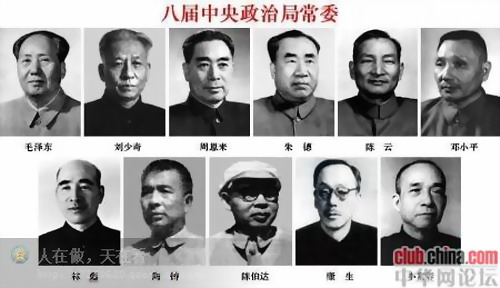 八届中央政治局常委
毛泽东 刘少奇 周恩来 朱德 陈云 邓小平
林彪 陶铸 陈伯达 康生
人在做，天在看
club.china.com
中华网论坛